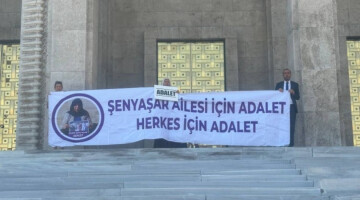 ADALET
ŞENYAŞAR AİLESİ İÇİN ADALET
HERKES İÇİN ADALET